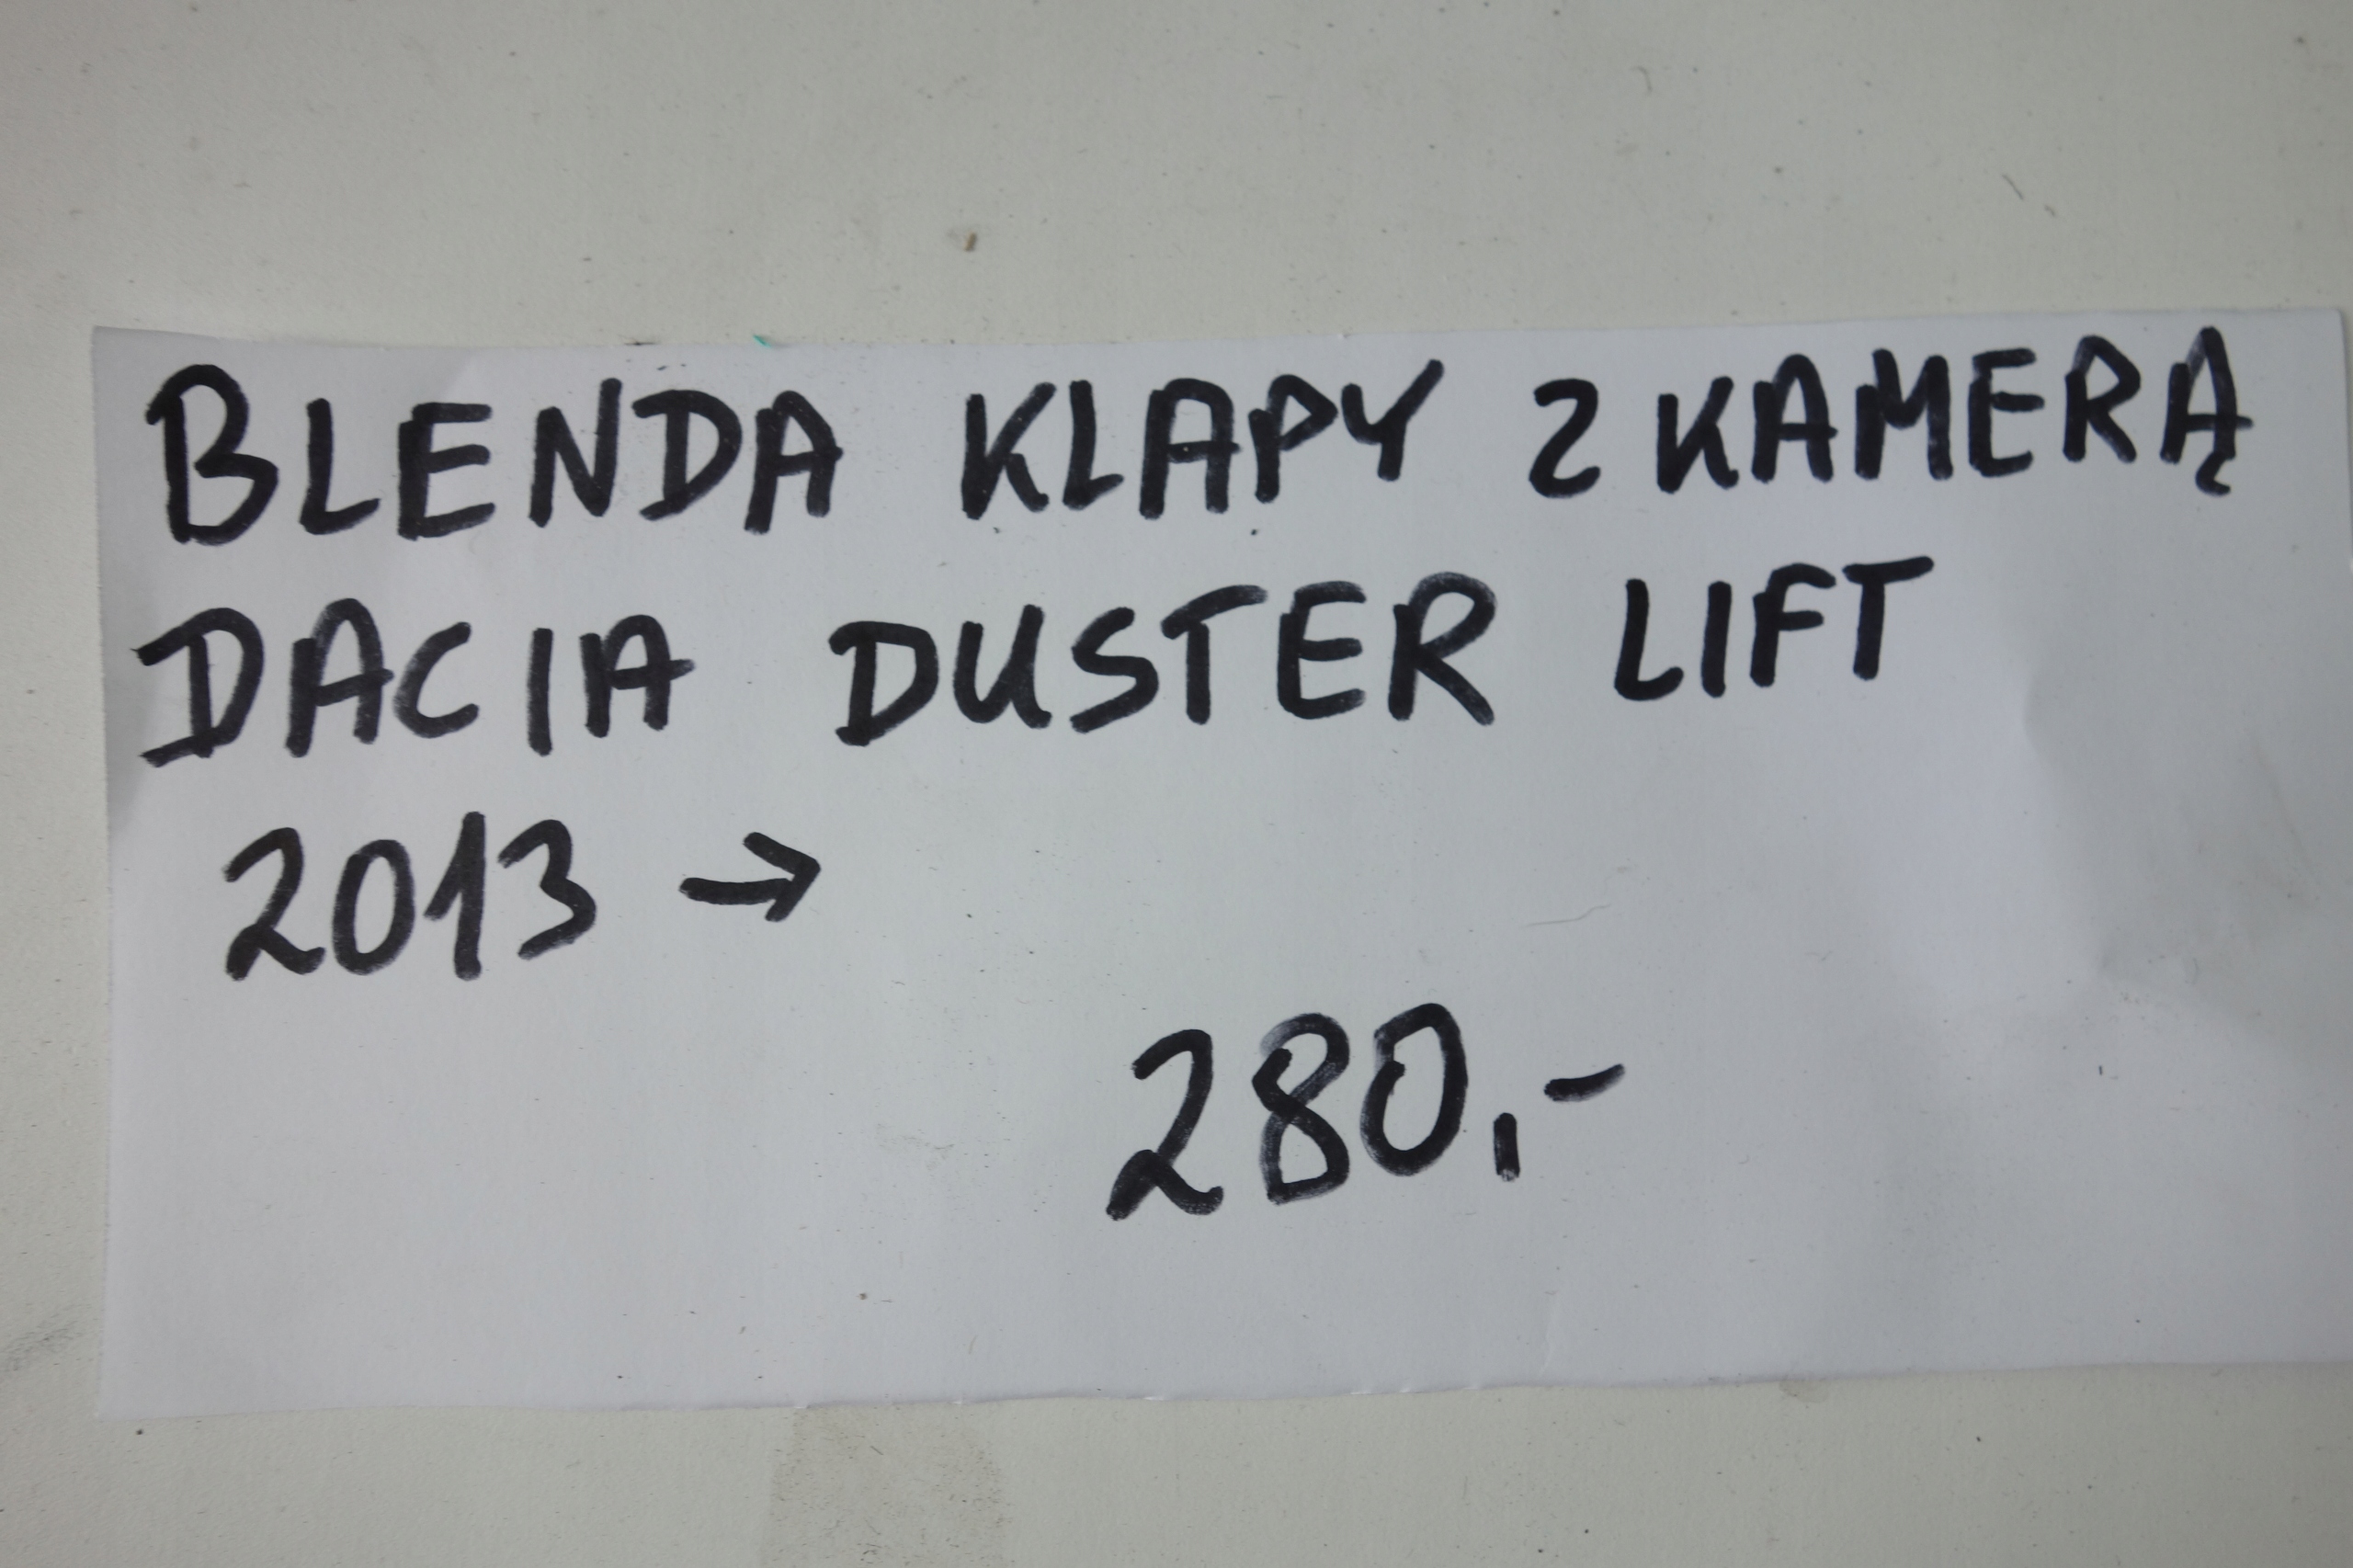 BLENDA KLAPY Z KAMERĄ
DACIA DUSTER LIFT
2013 →
280,-